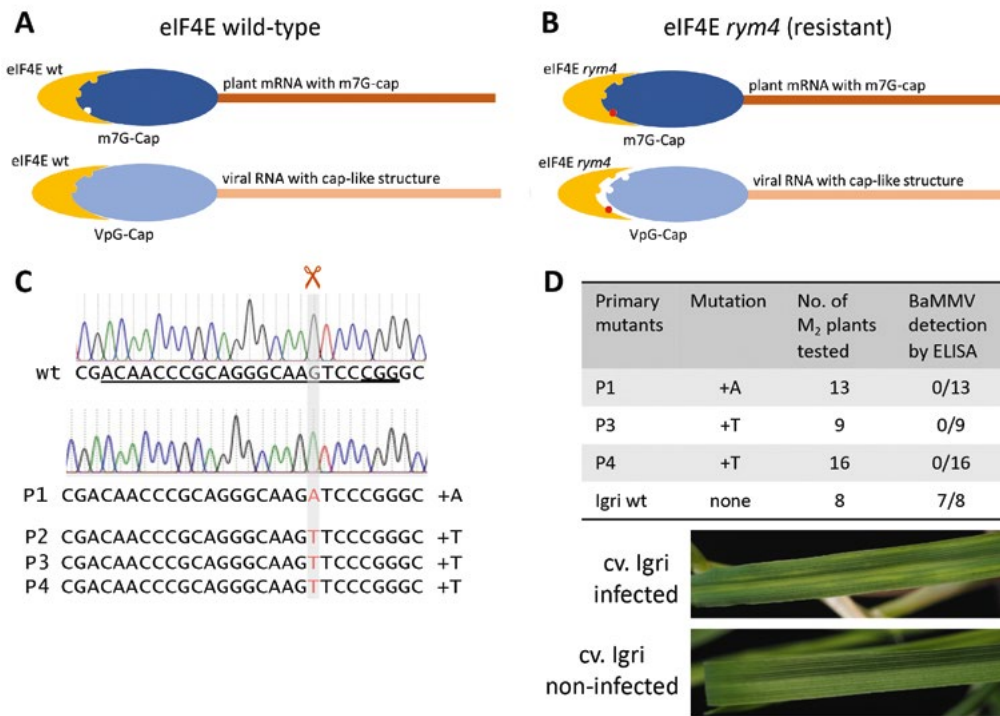 A
eIF4E wild-type
eIF4E wt
plant mRNA with m7G-cap
m7G-Cap
eIF4E wt
viral RNA with cap-like structure
VpG-Cap
B
eIF4E rym4 (resistant)
eIF4E rym4
plant mRNA with m7G-cap
m7G-Cap
eIF4E rym4
viral RNA with cap-like structure
VpG-Cap
C
wt CGACAACCCGCAGGGCAAGTCCCGGGC
P1 CGACAACCCGCAGGGCAAGATCCCGGGC +A
P2 CGACAACCCGCAGGGCAAGTTCCCGGGC +T
P3 CGACAACCCGCAGGGCAAGTTCCCGGGC +T
P4 CGACAACCCGCAGGGCAAGTTCCCGGGC +T
D
Primary mutants Mutation No. of M2 plants tested BaMMV detection by ELISA
P1 +A 13 0/13
P3 +T 9 0/9
P4 +T 16 0/16
Igri wt none 8 7/8
cv. Igri
infected
cv. Igri
non-infected